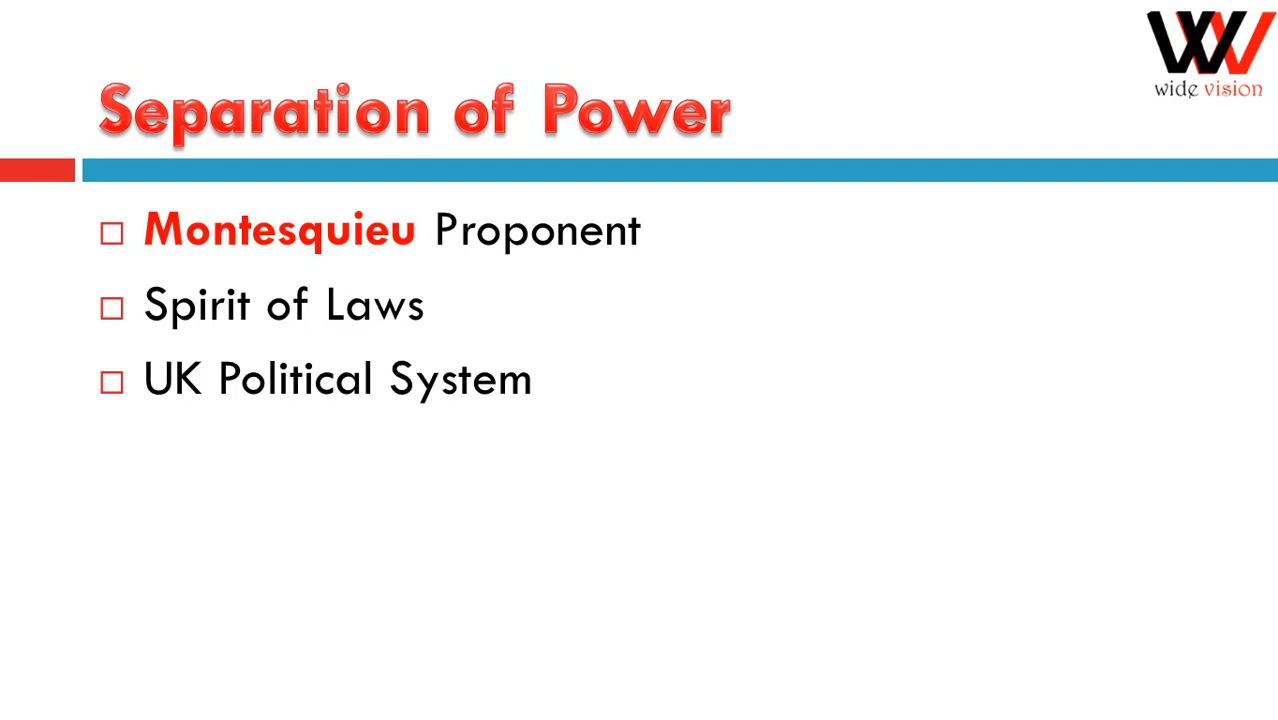 wide vision
Separation of Power
Montesquieu Proponent
Spirit of Laws
UK Political System